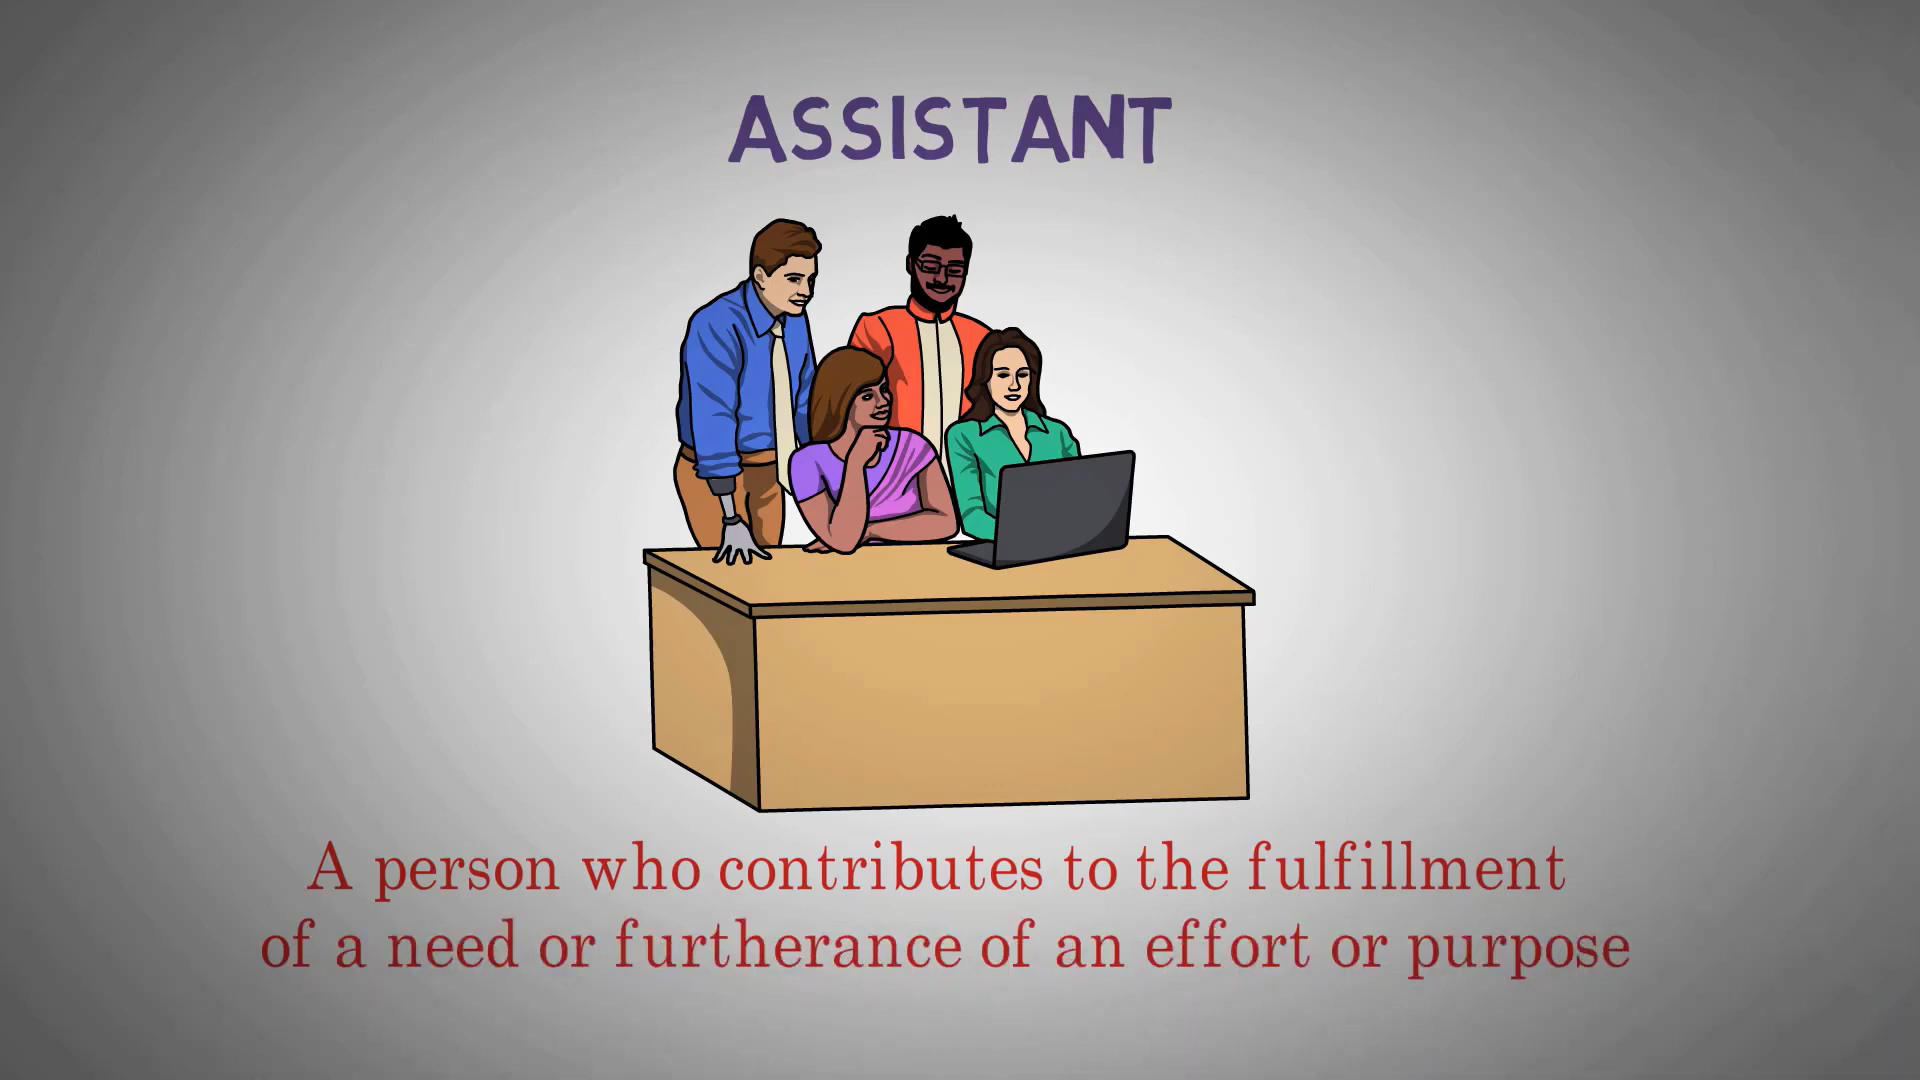 ASSISTANT
A person who contributes to the fulfillment
of a need or furtherance of an effort or purpose